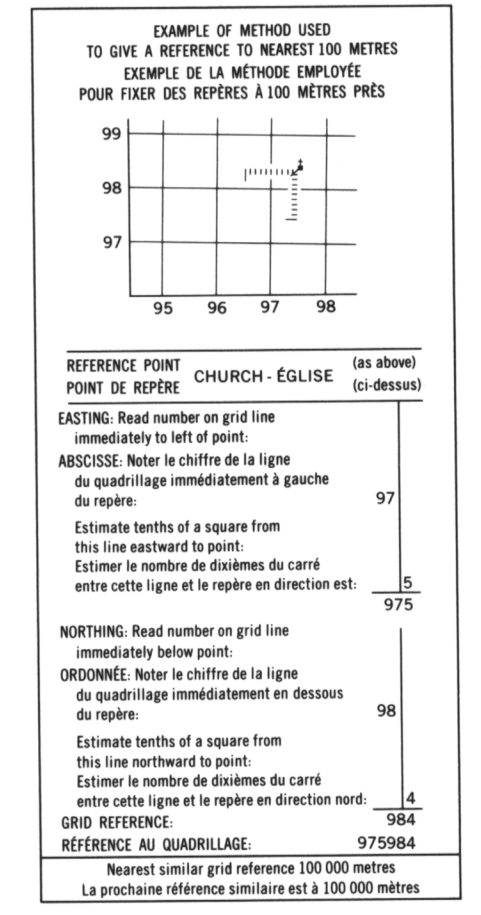 EXAMPLE OF METHOD USED
TO GIVE A REFERENCE TO NEAREST 100 METRES
EXEMPLE DE LA MÉTHODE EMPLOYÉE
POUR FIXER DES REPÈRES À 100 MÈTRES PRÈS
99
98
97
95 96 97 98
REFERENCE POINT
POINT DE REPÈRE
CHURCH - ÉGLISE
(as above)
(ci-dessus)
EASTING: Read number on grid line
immediately to left of point:
ABSCISSE: Noter le chiffre de la ligne
du quadrillage immédiatement à gauche
du repère: 97
Estimate tenths of a square from
this line eastward to point:
Estimer le nombre de dixièmes du carré
entre cette ligne et le repère en direction est: 5
975
NORTHING: Read number on grid line
immediately below point:
ORDONNÉE: Noter le chiffre de la ligne
du quadrillage immédiatement en dessous
du repère: 98
Estimate tenths of a square from
this line northward to point:
Estimer le nombre de dixièmes du carré
entre cette ligne et le repère en direction nord: 4
GRID REFERENCE: 984
RÉFÉRENCE AU QUADRILLAGE: 975984
Nearest similar grid reference 100 000 metres
La prochaine référence similaire est à 100 000 mètres